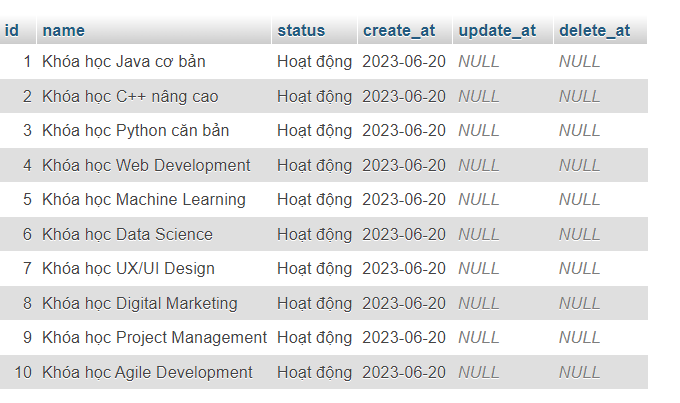 id name status create_at update_at delete_at
1 Khóa học Java cơ bản Hoạt động 2023-06-20 NULL NULL
2 Khóa học C++ nâng cao Hoạt động 2023-06-20 NULL NULL
3 Khóa học Python căn bản Hoạt động 2023-06-20 NULL NULL
4 Khóa học Web Development Hoạt động 2023-06-20 NULL NULL
5 Khóa học Machine Learning Hoạt động 2023-06-20 NULL NULL
6 Khóa học Data Science Hoạt động 2023-06-20 NULL NULL
7 Khóa học UX/UI Design Hoạt động 2023-06-20 NULL NULL
8 Khóa học Digital Marketing Hoạt động 2023-06-20 NULL NULL
9 Khóa học Project Management Hoạt động 2023-06-20 NULL NULL
10 Khóa học Agile Development Hoạt động 2023-06-20 NULL NULL